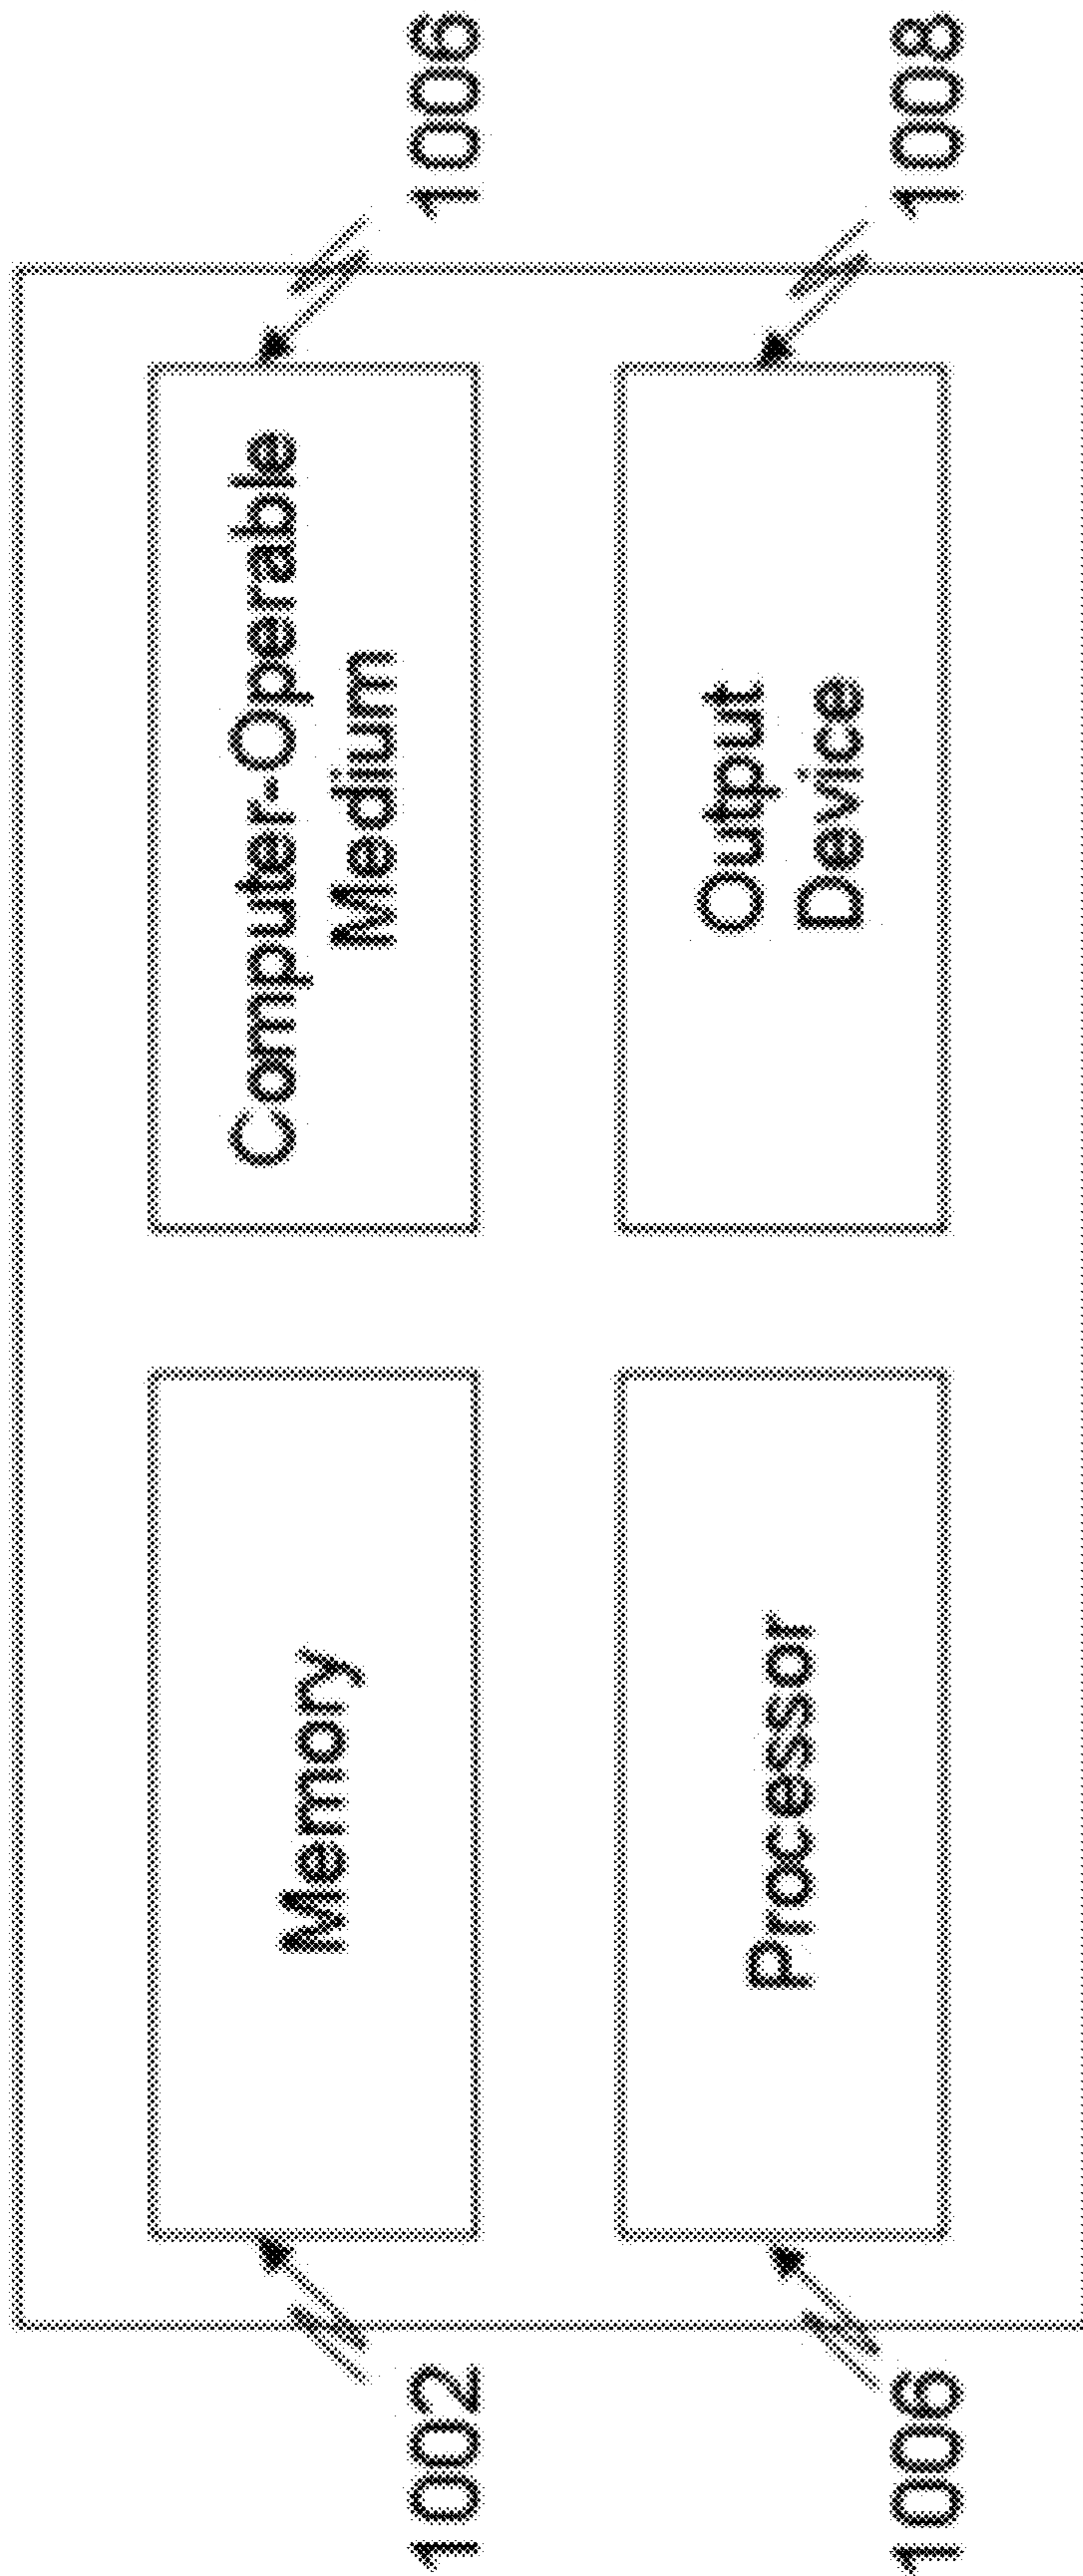 1002
Memory
Computer-Operable
Medium
1006
1006
Processor
Output
Device
1008